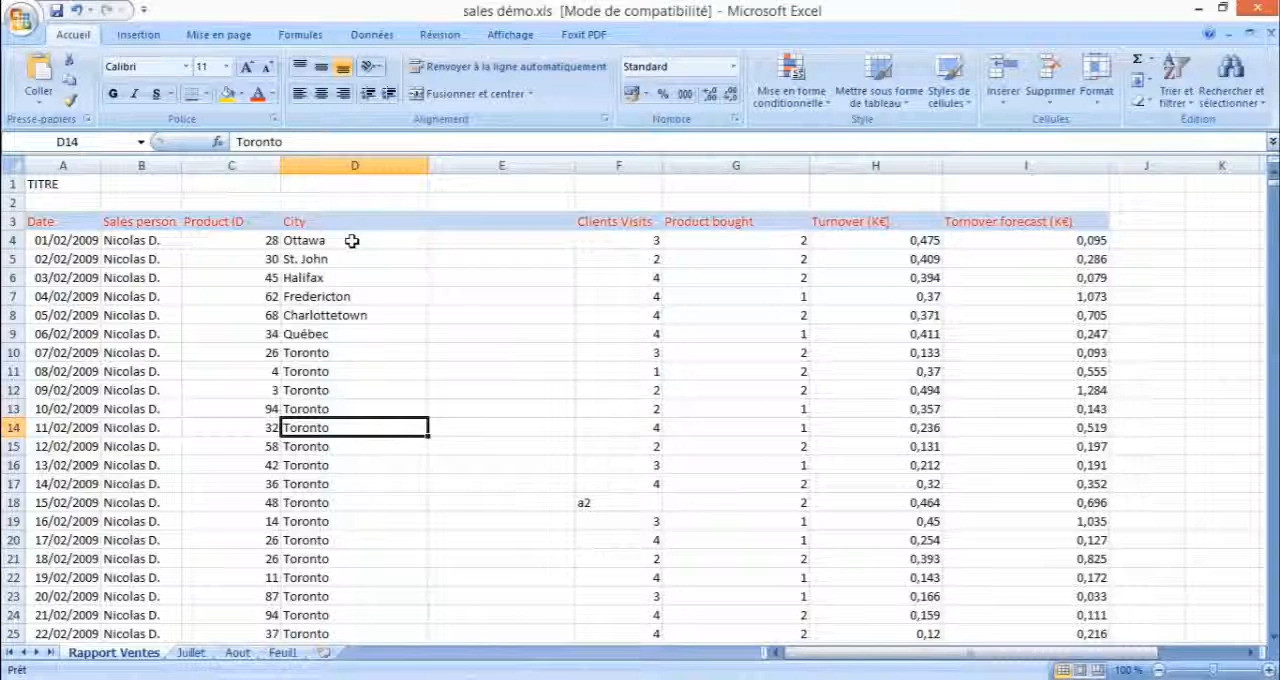 sales démo.xls [Mode de compatibilité] - Microsoft Excel
Accueil Insertion Mise en page Formules Données Révision Affichage Foxit PDF
Coller
Calibri 11
G I S
Renvoyer à la ligne automatiquement
Fusionner et centrer
Standard
% 000
Mise en forme conditionnelle
Mettre sous forme de tableau
Styles de cellules
Insérer Supprimer Format
Trier et filtrer
Rechercher et sélectionner
Presse-papiers Police Alignement Nombre Style Cellules Édition
D14 fx Toronto
A B C D E F G H I J K
1 TITRE
2
3 Date Sales person Product ID City Clients Visits Product bought Turnover (K€) Tornover forecast (K€)
4 01/02/2009 Nicolas D. 28 Ottawa 3 2 0,475 0,095
5 02/02/2009 Nicolas D. 30 St. John 2 2 0,409 0,286
6 03/02/2009 Nicolas D. 45 Halifax 4 2 0,394 0,079
7 04/02/2009 Nicolas D. 62 Fredericton 4 1 0,37 1,073
8 05/02/2009 Nicolas D. 68 Charlottetown 4 2 0,371 0,705
9 06/02/2009 Nicolas D. 34 Québec 4 1 0,411 0,247
10 07/02/2009 Nicolas D. 26 Toronto 3 2 0,133 0,093
11 08/02/2009 Nicolas D. 4 Toronto 1 2 0,37 0,555
12 09/02/2009 Nicolas D. 3 Toronto 2 2 0,494 1,284
13 10/02/2009 Nicolas D. 94 Toronto 2 1 0,357 0,143
14 11/02/2009 Nicolas D. 32 Toronto 4 1 0,236 0,519
15 12/02/2009 Nicolas D. 58 Toronto 2 2 0,131 0,197
16 13/02/2009 Nicolas D. 42 Toronto 3 1 0,212 0,191
17 14/02/2009 Nicolas D. 36 Toronto 4 2 0,32 0,352
18 15/02/2009 Nicolas D. 48 Toronto a2 2 0,464 0,696
19 16/02/2009 Nicolas D. 14 Toronto 3 1 0,45 1,035
20 17/02/2009 Nicolas D. 26 Toronto 4 1 0,254 0,127
21 18/02/2009 Nicolas D. 26 Toronto 2 2 0,393 0,825
22 19/02/2009 Nicolas D. 11 Toronto 4 1 0,143 0,172
23 20/02/2009 Nicolas D. 87 Toronto 3 1 0,166 0,033
24 21/02/2009 Nicolas D. 94 Toronto 4 2 0,159 0,111
25 22/02/2009 Nicolas D. 37 Toronto 4 2 0,12 0,216
Rapport Ventes Juillet Aout Feuil1
Prêt 100 %